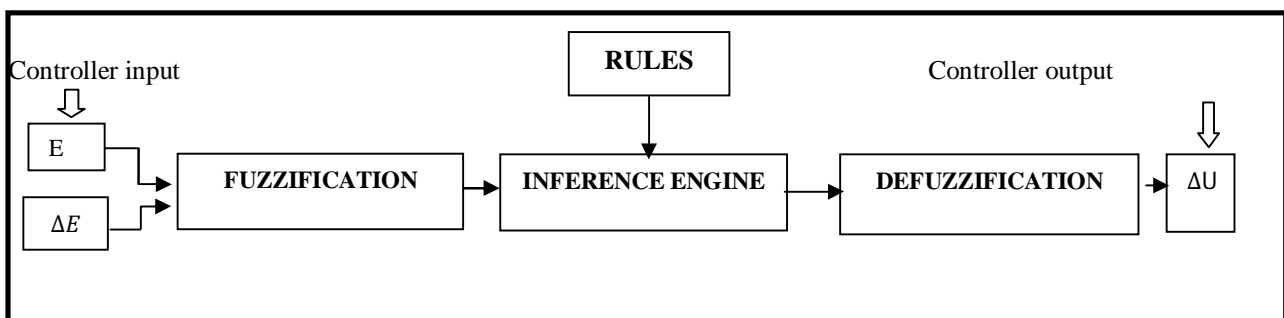 RULES
Controller input
Controller output
E
FUZZIFICATION
INFERENCE ENGINE
DEFUZZIFICATION
ΔU
ΔE